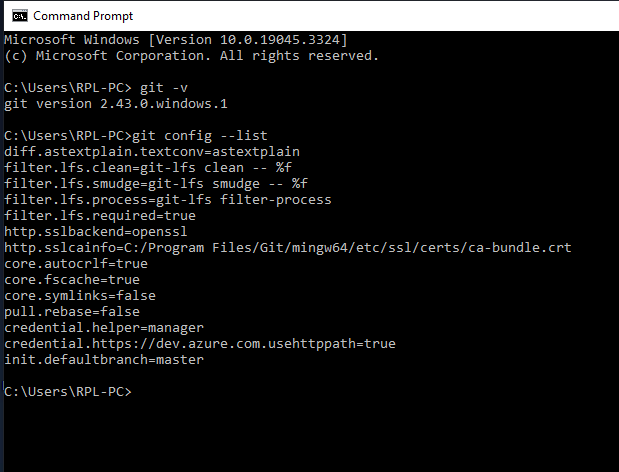 Command Prompt
Microsoft Windows [Version 10.0.19045.3324]
(c) Microsoft Corporation. All rights reserved.
C:\Users\RPL-PC> git -v
git version 2.43.0.windows.1
C:\Users\RPL-PC>git config --list
diff.astextplain.textconv=astextplain
filter.lfs.clean=git-lfs clean -- %f
filter.lfs.smudge=git-lfs smudge -- %f
filter.lfs.process=git-lfs filter-process
filter.lfs.required=true
http.sslbackend=openssl
http.sslcainfo=C:/Program Files/Git/mingw64/etc/ssl/certs/ca-bundle.crt
core.autocrlf=true
core.fscache=true
core.symlinks=false
pull.rebase=false
credential.helper=manager
credential.https://dev.azure.com.usehttppath=true
init.defaultbranch=master
C:\Users\RPL-PC>